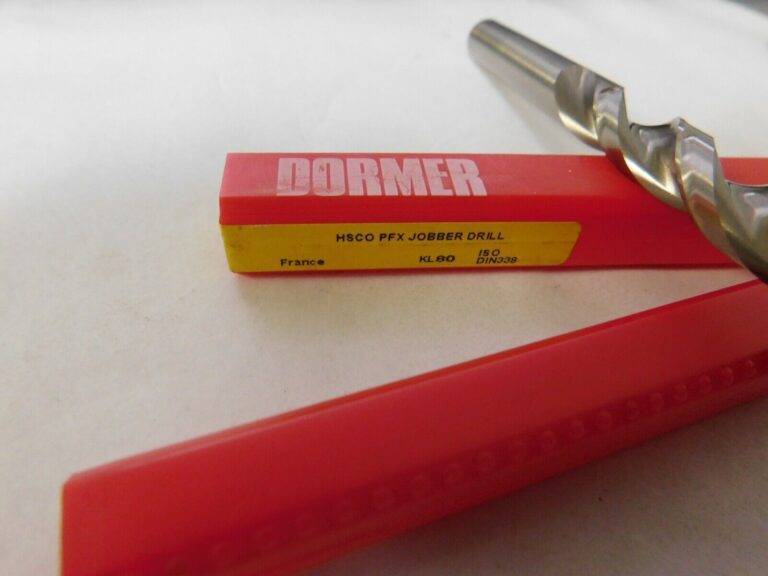 DORMER
HSCO PFX JOBBER DRILL
France KL80 ISO
DIN338